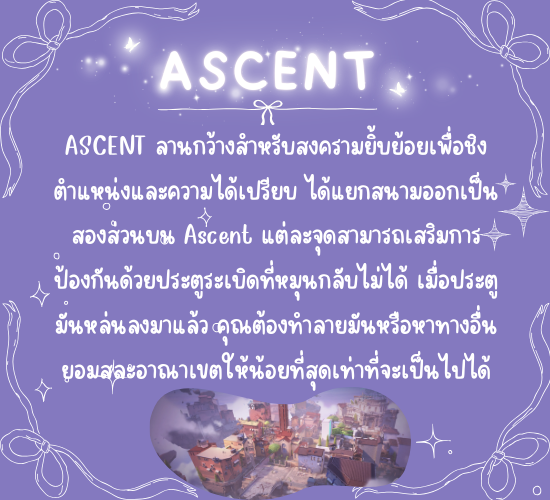 ASCENT
ASCENT ลานกว้างสำหรับสงครามยิ้บย้อยเพื่อชิง
ตำแหน่งและความได้เปรียบ ได้แยกสนามออกเป็น
สองส่วนบน Ascent แต่ละจุดสามารถเสริมการ
ป้องกันด้วยประตูระเบิดที่หมุนกลับไม่ได้ เมื่อประตู
มันหล่นลงมาแล้ว คุณต้องทำลายมันหรือหาทางอื่น
ยอมสละอาณาเขตให้น้อยที่สุดเท่าที่จะเป็นไปได้